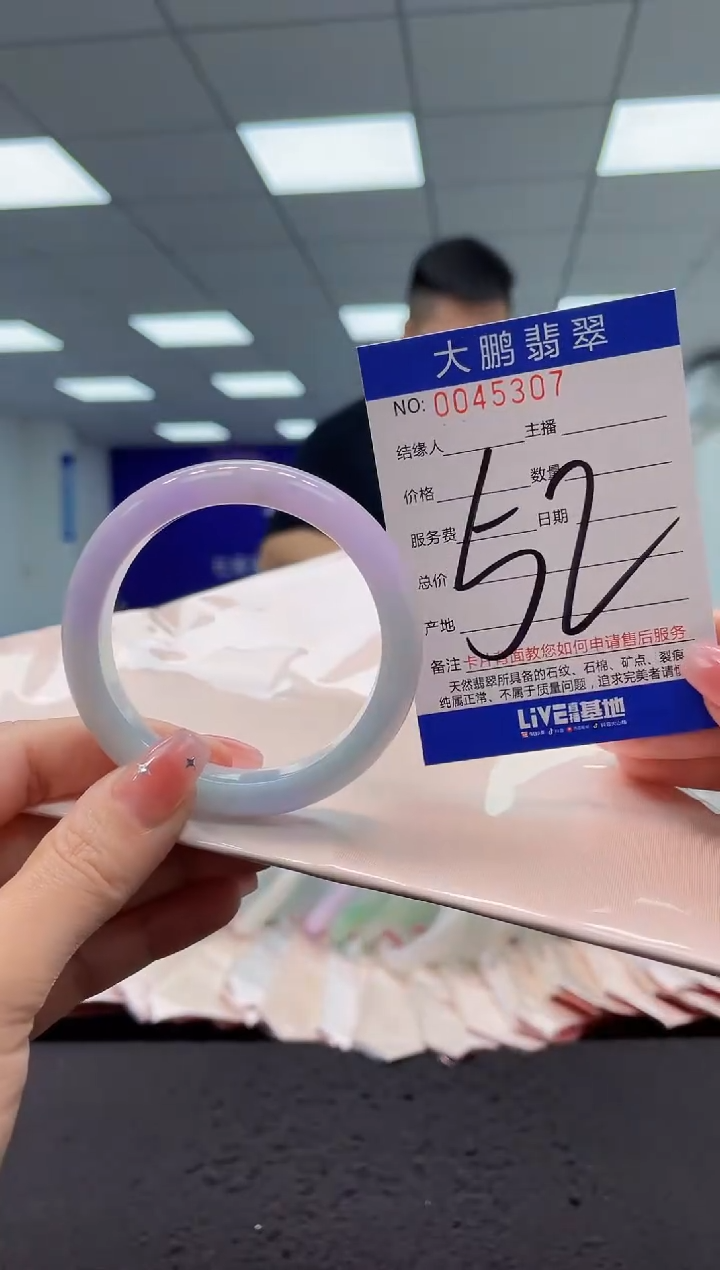 大鹏翡翠
NO: 0045307
结缘人 主播
价格 数量
52
服务费 日期
总价
产地
备注 卡片背面教您如何申请售后服务
天然翡翠所具备的石纹、石棉、矿点、裂痕
纯属正常、不属于质量问题，追求完美者请慎
LiVE直播基地